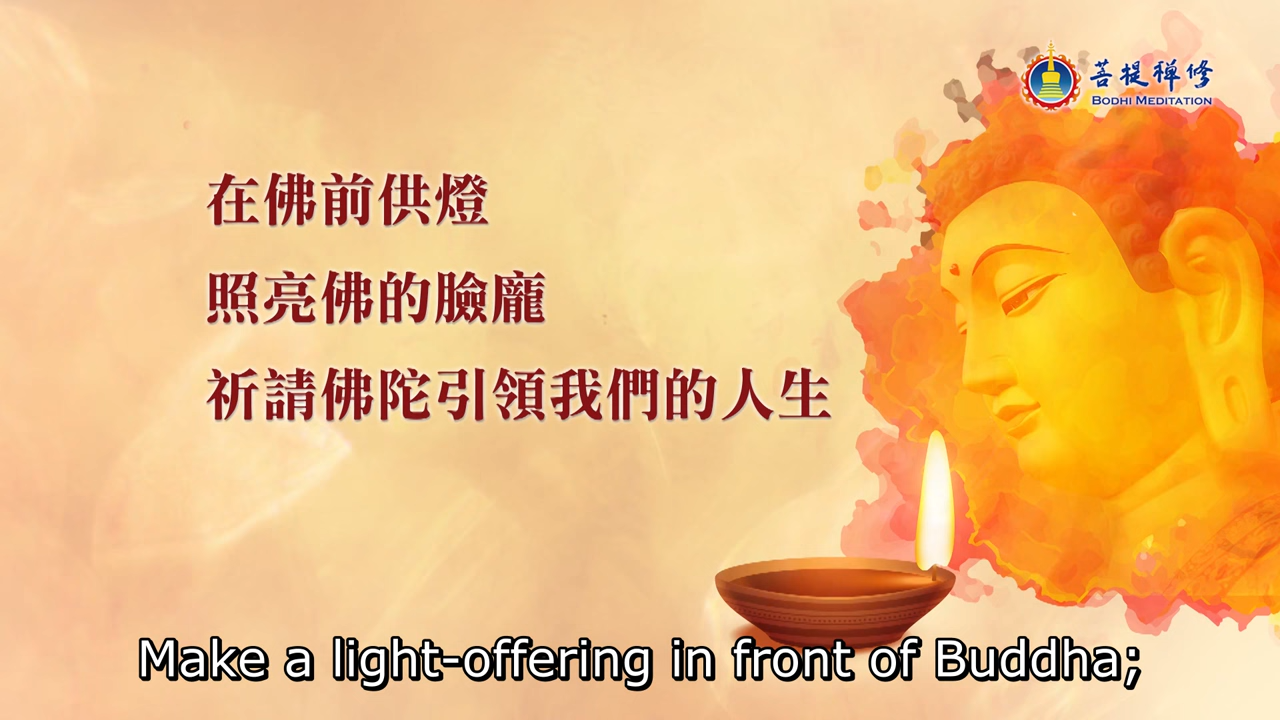 菩提禪修
BODHI MEDITATION
在佛前供燈
照亮佛的臉龐
祈請佛陀引領我們的人生
Make a light-offering in front of Buddha;